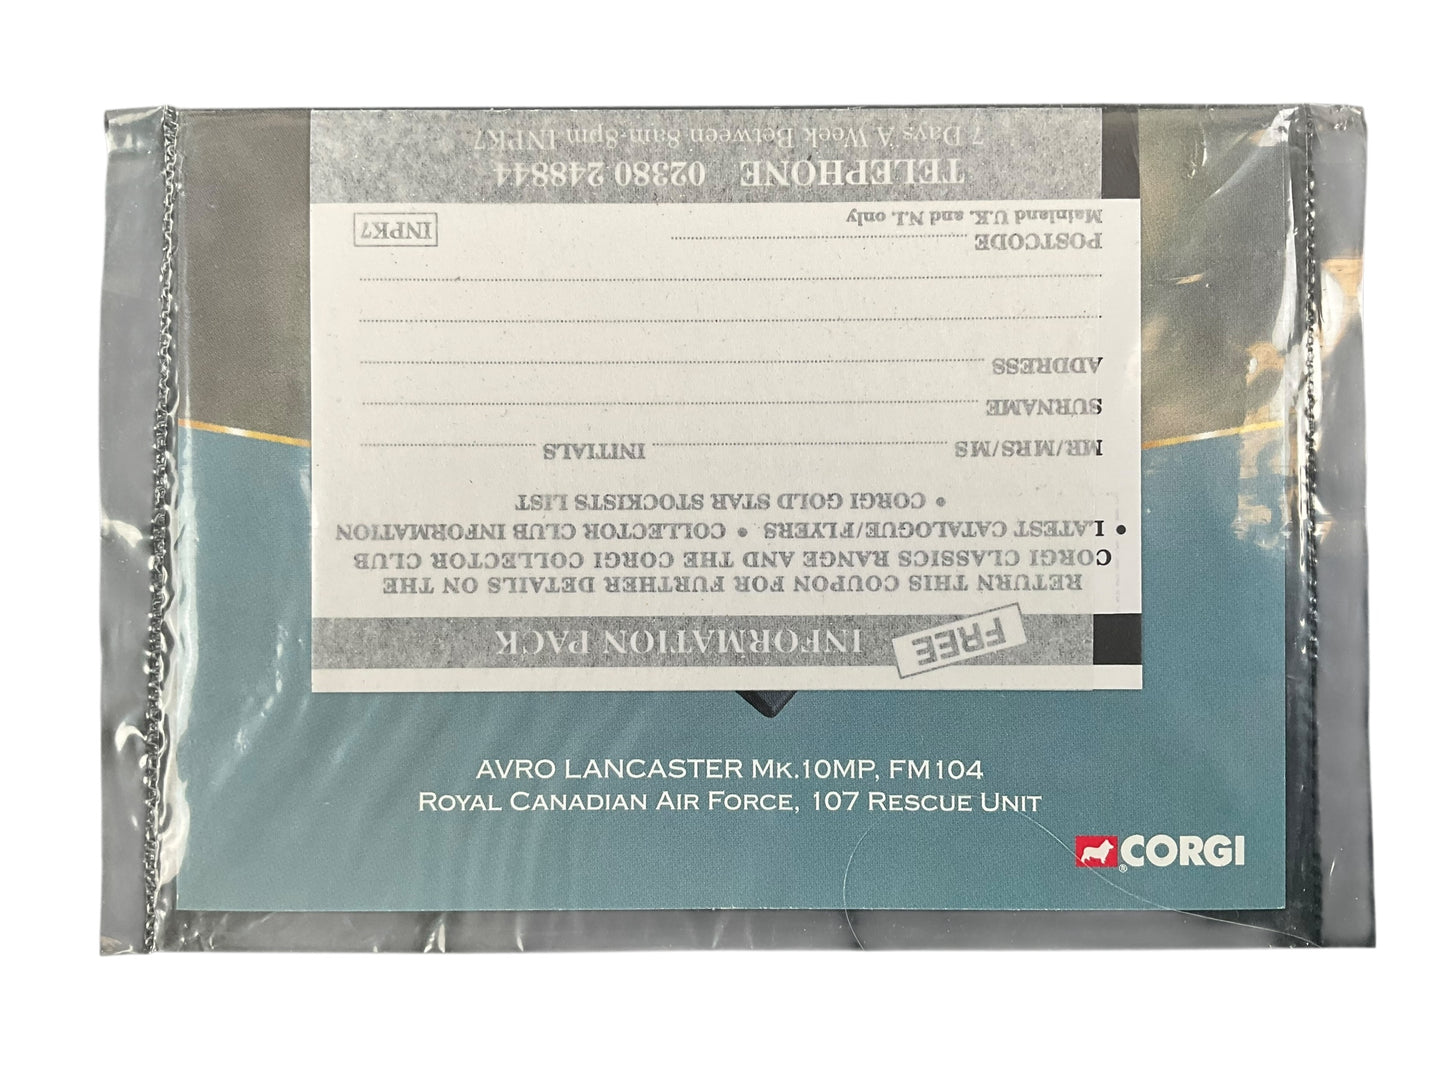 FREE
INFORMATION PACK
RETURN THIS COUPON FOR FURTHER DETAILS ON THE
CORGI CLASSICS RANGE AND THE CORGI COLLECTOR CLUB
• LATEST CATALOGUE/FLYERS • COLLECTOR CLUB INFORMATION
• CORGI GOLD STAR STOCKISTS LIST
MR/MRS/MS INITIALS
SURNAME
ADDRESS
POSTCODE
Mainland U.K. and N.I. only
INPK7
TELEPHONE 02380 248844
7 Days A Week Between 8am-8pm INPK7
AVRO LANCASTER MK.10MP, FM104
ROYAL CANADIAN AIR FORCE, 107 RESCUE UNIT
® CORGI